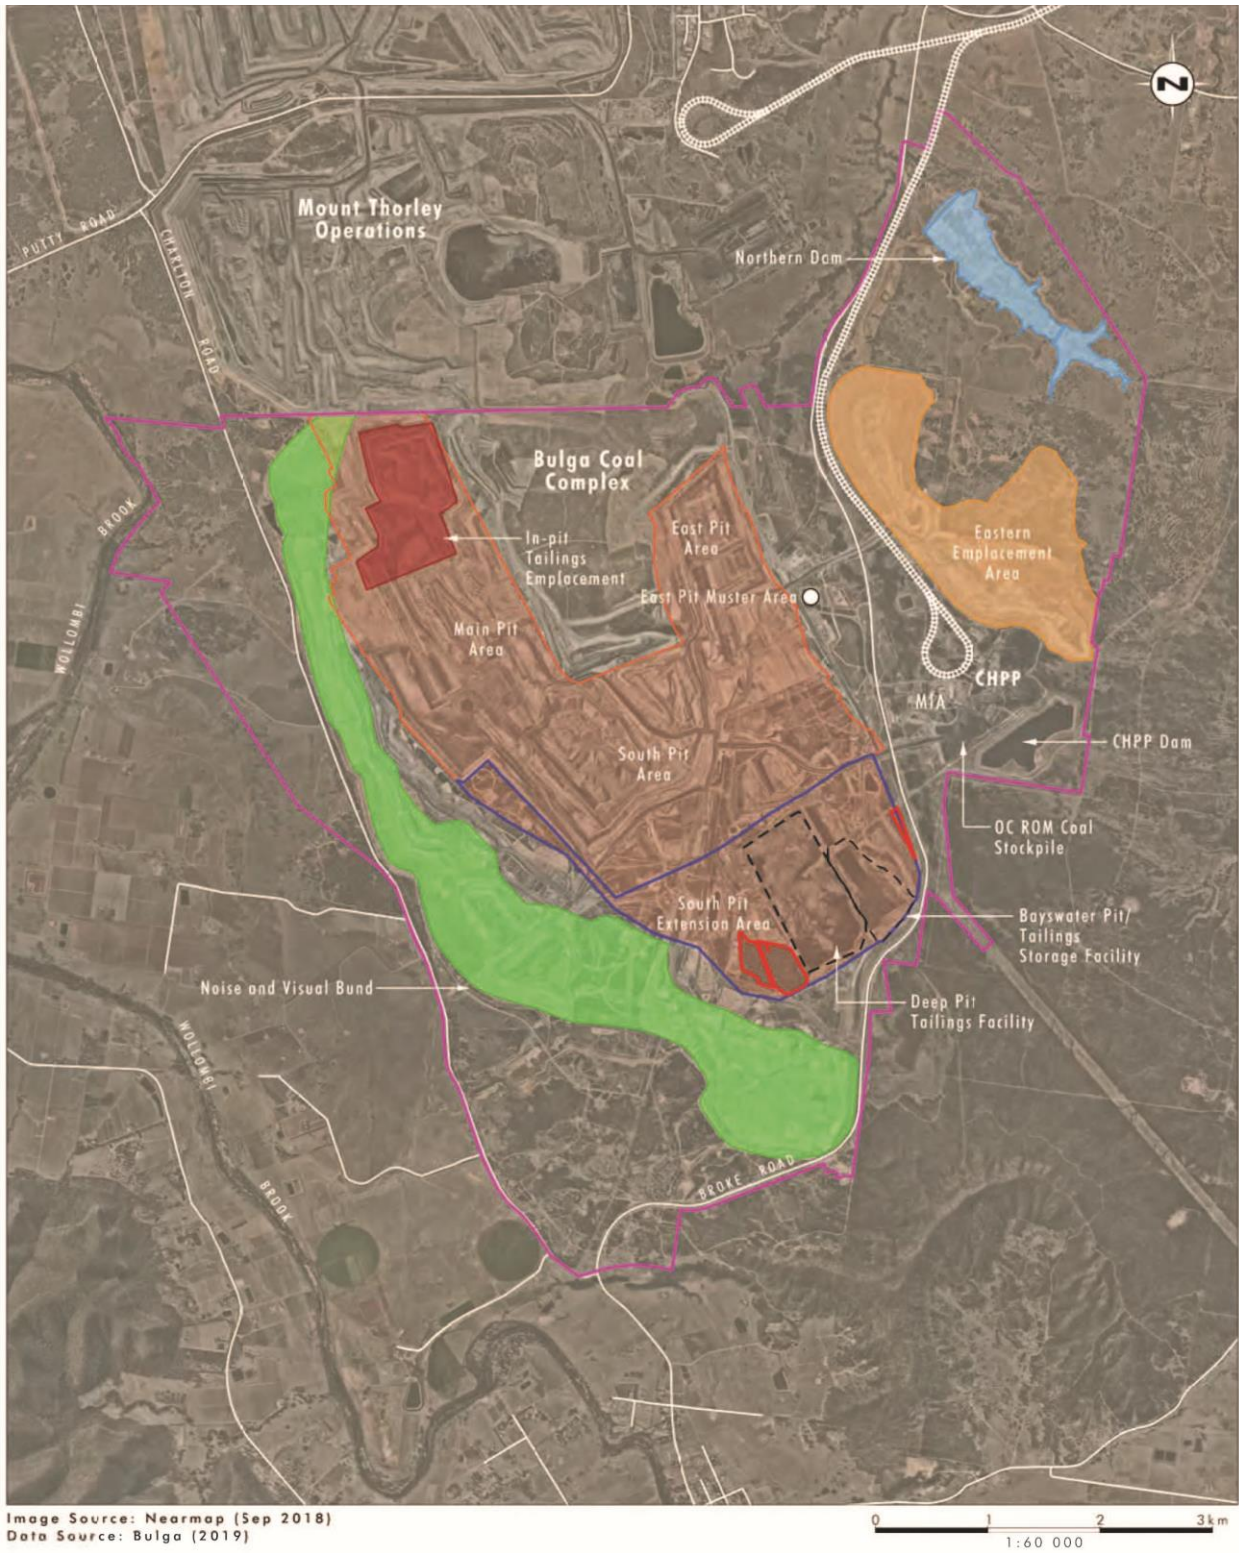 N
PUTTY ROAD
CHARLTON ROAD
Mount Thorley
Operations
Northern Dam
Bulga Coal
Complex
BROOK
WOLLOMBI
In-pit
Tailings
Emplacement
East Pit
Area
East Pit Muster Area
Eastern
Emplacement
Area
Main Pit
Area
CHPP
MIA
CHPP Dam
South Pit
Area
OC ROM Coal
Stockpile
South Pit
Extension Area
Bayswater Pit/
Tailings
Storage Facility
Noise and Visual Bund
Deep Pit
Tailings Facility
WOLLOMBI
BROOK
BROKE ROAD
Image Source: Nearmap (Sep 2018)
Data Source: Bulga (2019)
0 1 2 3km
1:60 000